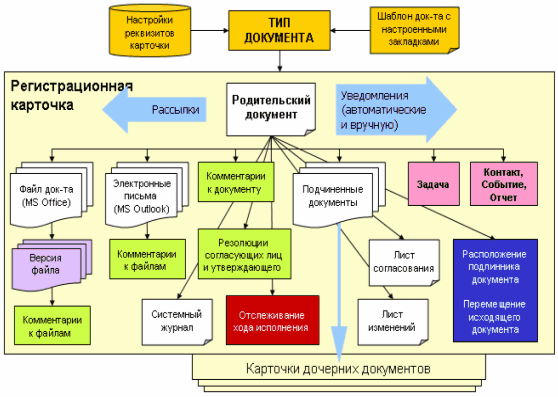 Настройки
реквизитов
карточки
ТИП
ДОКУМЕНТА
Шаблон док-та с
настроенными
закладками
Регистрационная
карточка
Рассылки
Родительский
документ
Уведомления
(автоматические
и вручную)
Файл док-та
(MS Office)
Электронные
письма
(MS Outlook)
Комментарии
к документу
Подчиненные
документы
Задача
Контакт,
Событие,
Отчет
Версия
файла
Комментарии
к файлам
Резолюции
согласующих лиц
и утверждающего
Лист
согласования
Расположение
подлинника
документа
Перемещение
исходящего
документа
Комментарии
к файлам
Системный
журнал
Отслеживание
хода исполнения
Лист
изменений
Карточки дочерних документов